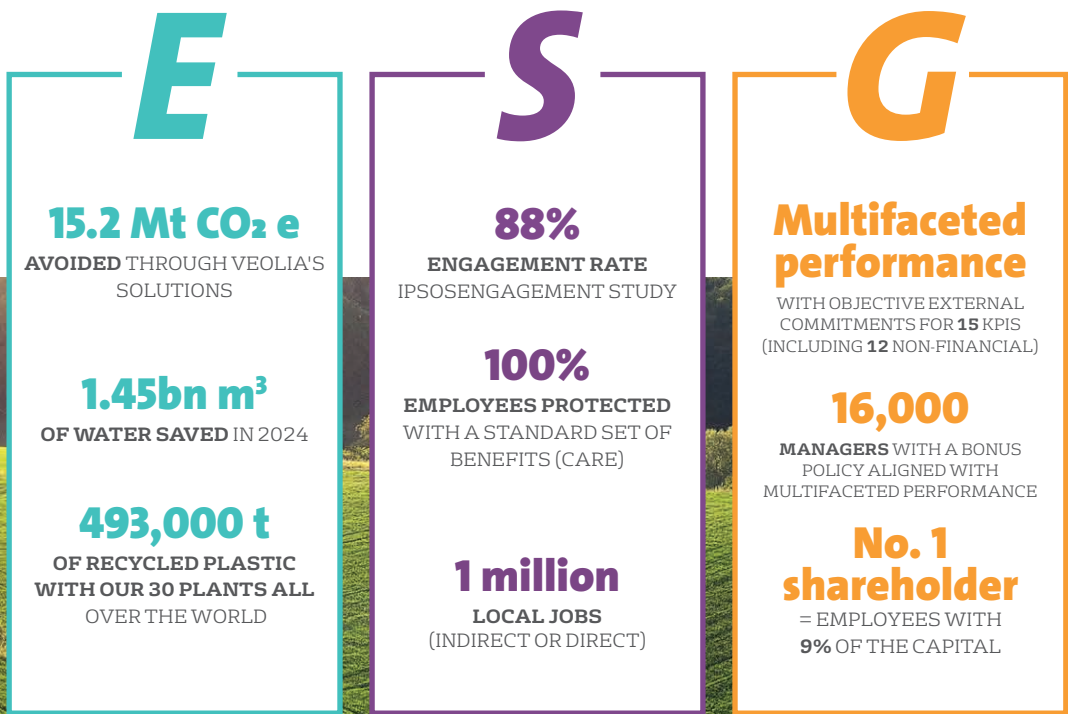 E
15.2 Mt CO₂ e
AVOIDED THROUGH VEOLIA'S
SOLUTIONS
1.45bn m³
OF WATER SAVED IN 2024
493,000 t
OF RECYCLED PLASTIC
WITH OUR 30 PLANTS ALL
OVER THE WORLD
S
88%
ENGAGEMENT RATE
IPSOSENGAGEMENT STUDY
100%
EMPLOYEES PROTECTED
WITH A STANDARD SET OF
BENEFITS (CARE)
1 million
LOCAL JOBS
(INDIRECT OR DIRECT)
G
Multifaceted
performance
WITH OBJECTIVE EXTERNAL
COMMITMENTS FOR 15 KPIS
(INCLUDING 12 NON-FINANCIAL)
16,000
MANAGERS WITH A BONUS
POLICY ALIGNED WITH
MULTIFACETED PERFORMANCE
No. 1
shareholder
= EMPLOYEES WITH
9% OF THE CAPITAL